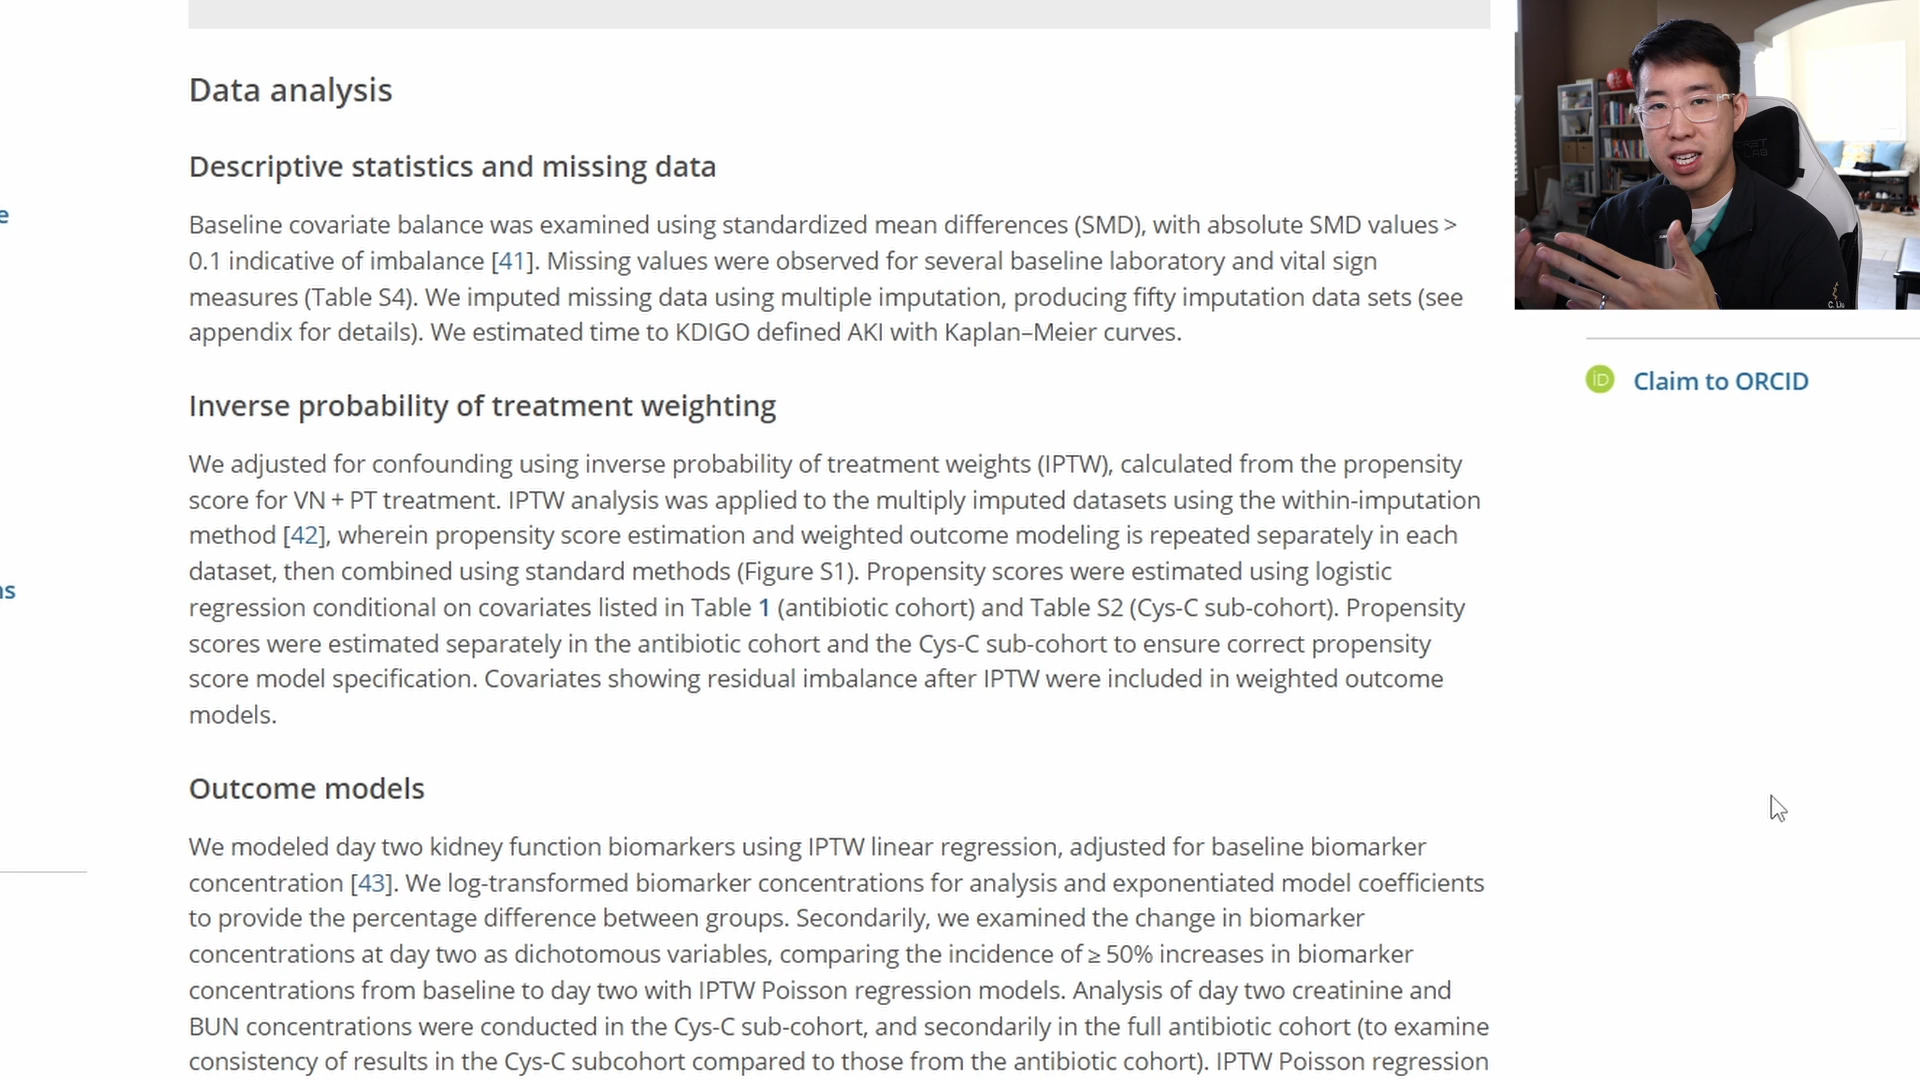 Data analysis
Descriptive statistics and missing data
Baseline covariate balance was examined using standardized mean differences (SMD), with absolute SMD values >
0.1 indicative of imbalance [41]. Missing values were observed for several baseline laboratory and vital sign
measures (Table S4). We imputed missing data using multiple imputation, producing fifty imputation data sets (see
appendix for details). We estimated time to KDIGO defined AKI with Kaplan–Meier curves.
Inverse probability of treatment weighting
We adjusted for confounding using inverse probability of treatment weights (IPTW), calculated from the propensity
score for VN + PT treatment. IPTW analysis was applied to the multiply imputed datasets using the within-imputation
method [42], wherein propensity score estimation and weighted outcome modeling is repeated separately in each
dataset, then combined using standard methods (Figure S1). Propensity scores were estimated using logistic
regression conditional on covariates listed in Table 1 (antibiotic cohort) and Table S2 (Cys-C sub-cohort). Propensity
scores were estimated separately in the antibiotic cohort and the Cys-C sub-cohort to ensure correct propensity
score model specification. Covariates showing residual imbalance after IPTW were included in weighted outcome
models.
Outcome models
We modeled day two kidney function biomarkers using IPTW linear regression, adjusted for baseline biomarker
concentration [43]. We log-transformed biomarker concentrations for analysis and exponentiated model coefficients
to provide the percentage difference between groups. Secondarily, we examined the change in biomarker
concentrations at day two as dichotomous variables, comparing the incidence of ≥ 50% increases in biomarker
concentrations from baseline to day two with IPTW Poisson regression models. Analysis of day two creatinine and
BUN concentrations were conducted in the Cys-C sub-cohort, and secondarily in the full antibiotic cohort (to examine
consistency of results in the Cys-C subcohort compared to those from the antibiotic cohort). IPTW Poisson regression
e
ns
iD Claim to ORCID